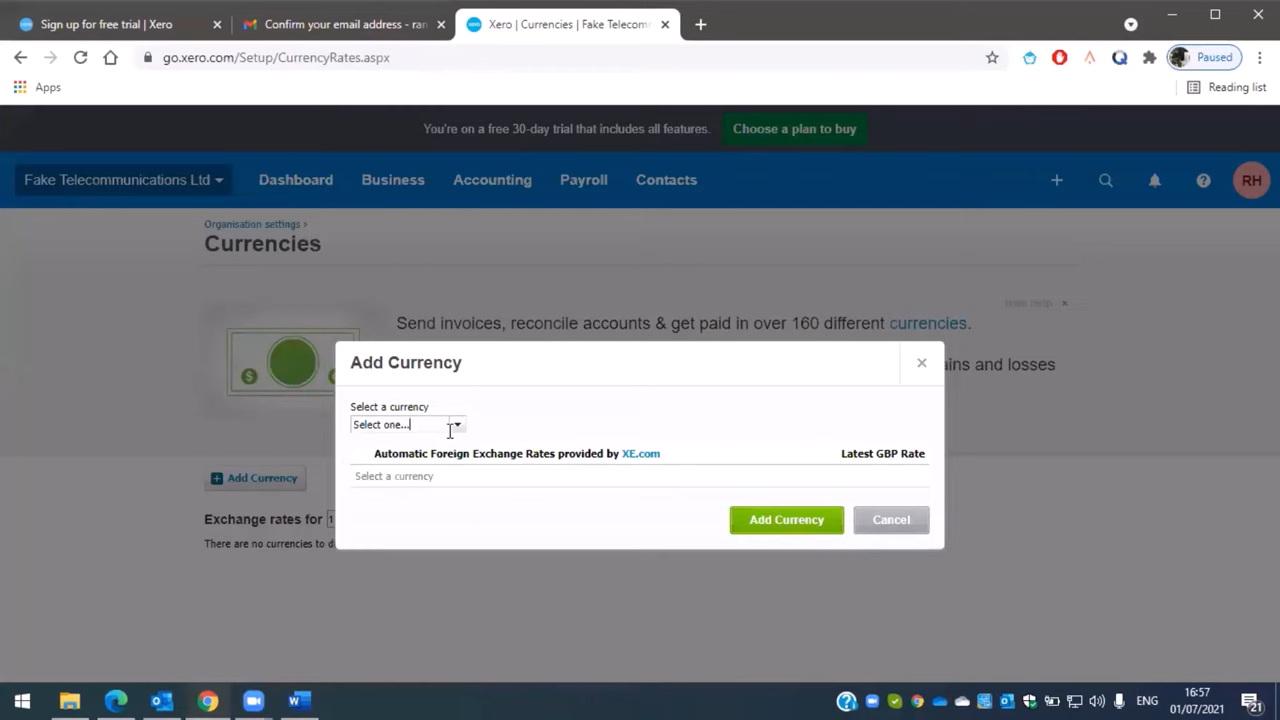 Sign up for free trial | Xero
Confirm your email address - ran
Xero | Currencies | Fake Telecom
go.xero.com/Setup/CurrencyRates.aspx
Paused
Apps
Reading list
You're on a free 30-day trial that includes all features.
Choose a plan to buy
Fake Telecommunications Ltd
Dashboard
Business
Accounting
Payroll
Contacts
RH
Organisation settings ›
Currencies
Send invoices, reconcile accounts & get paid in over 160 different currencies.
ains and losses
Add Currency
Select a currency
Select one...
Automatic Foreign Exchange Rates provided by XE.com
Latest GBP Rate
Select a currency
Add Currency
Cancel
Add Currency
Exchange rates for 1
There are no currencies to d
ENG
16:57
01/07/2021
21